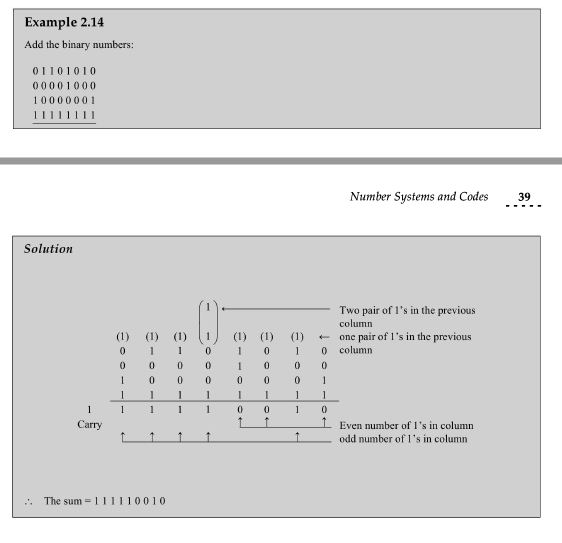 Example 2.14
Add the binary numbers:
0 1 1 0 1 0 1 0
0 0 0 0 1 0 0 0
1 0 0 0 0 0 0 1
1 1 1 1 1 1 1 1
Number Systems and Codes 39
Solution
1 ← Two pair of 1's in the previous
column
(1) (1) (1) 1 (1) (1) (1) ← one pair of 1's in the previous
0 1 1 0 1 0 1 0 column
0 0 0 0 1 0 0 0
1 0 0 0 0 0 0 1
1 1 1 1 1 1 1 1
1 1 1 1 1 0 0 1 0
Carry ↑ ↑ ↑ Even number of 1's in column
↑ ↑ ↑ ↑ ↑ odd number of 1's in column
∴ The sum = 1 1 1 1 1 0 0 1 0